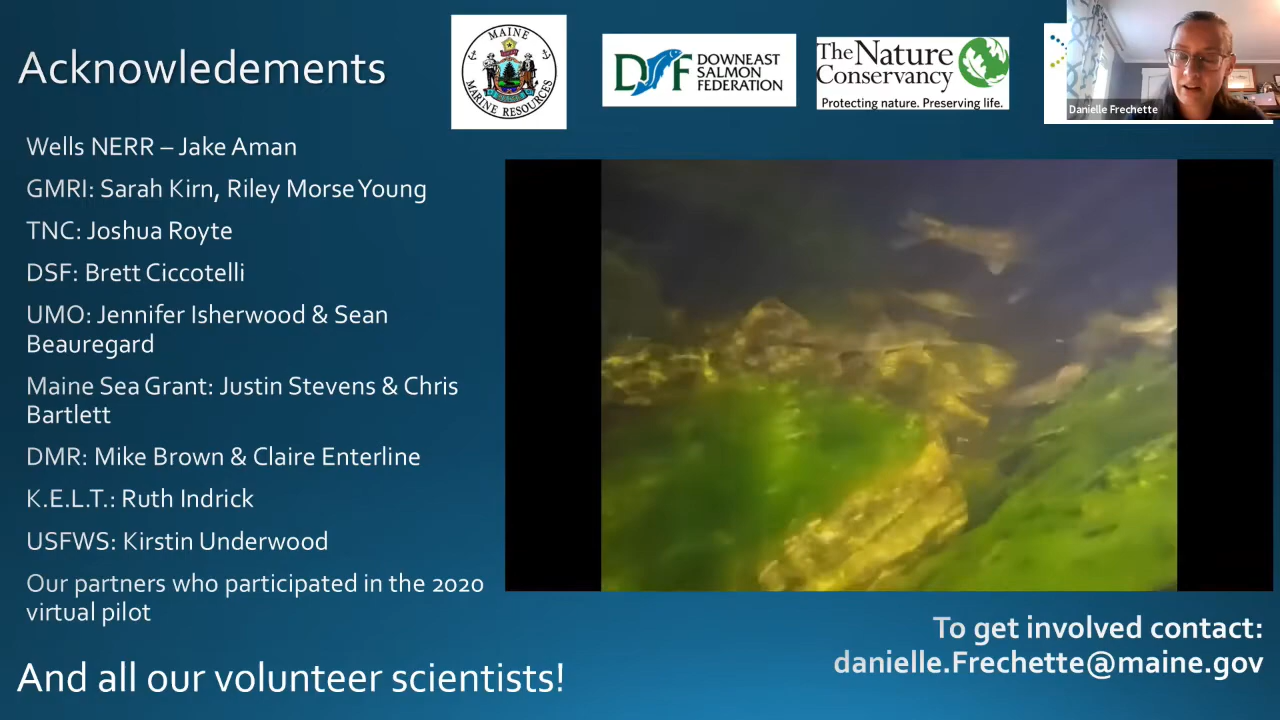 Acknowledements
MAINE
MARINE RESOURCES
DSF DOWNEAST
SALMON
FEDERATION
The Nature
Conservancy
Protecting nature. Preserving life.
Danielle Frechette
Wells NERR – Jake Aman
GMRI: Sarah Kirn, Riley Morse Young
TNC: Joshua Royte
DSF: Brett Ciccotelli
UMO: Jennifer Isherwood & Sean
Beauregard
Maine Sea Grant: Justin Stevens & Chris
Bartlett
DMR: Mike Brown & Claire Enterline
K.E.L.T.: Ruth Indrick
USFWS: Kirstin Underwood
Our partners who participated in the 2020
virtual pilot
And all our volunteer scientists!
To get involved contact:
danielle.Frechette@maine.gov